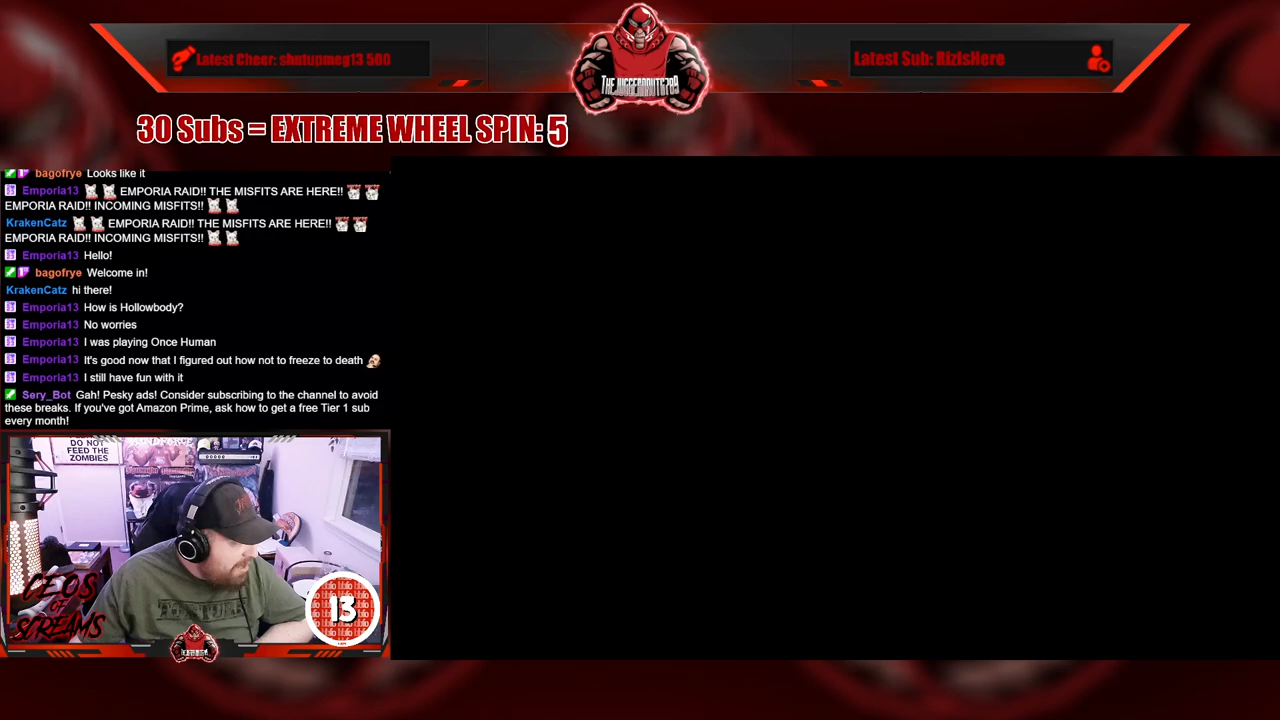 Latest Cheer: shutupmeg13 500
THEJUGGERNAUT6789
Latest Sub: RizIsHere
30 Subs = EXTREME WHEEL SPIN: 5
bagofrye Looks like it
Emporia13 EMPORIA RAID!! THE MISFITS ARE HERE!!
EMPORIA RAID!! INCOMING MISFITS!!
KrakenCatz EMPORIA RAID!! THE MISFITS ARE HERE!!
EMPORIA RAID!! INCOMING MISFITS!!
Emporia13 Hello!
bagofrye Welcome in!
KrakenCatz hi there!
Emporia13 How is Hollowbody?
Emporia13 No worries
Emporia13 I was playing Once Human
Emporia13 It's good now that I figured out how not to freeze to death
Emporia13 I still have fun with it
Sery_Bot Gah! Pesky ads! Consider subscribing to the channel to avoid
these breaks. If you've got Amazon Prime, ask how to get a free Tier 1 sub
every month!
DO NOT
FEED THE
ZOMBIES
CEOS
OF
SCREAMS
13